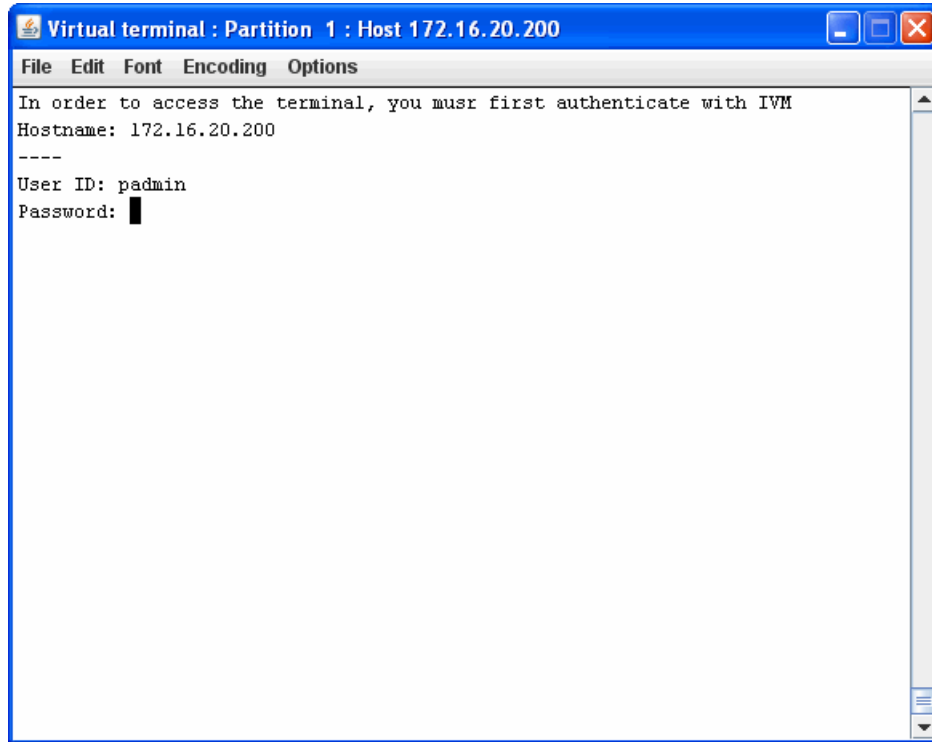 Virtual terminal : Partition 1 : Host 172.16.20.200
File Edit Font Encoding Options
In order to access the terminal, you musr first authenticate with IVM
Hostname: 172.16.20.200
----
User ID: padmin
Password: